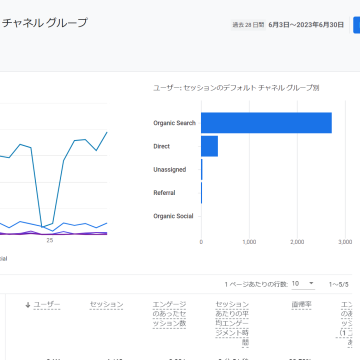 チャネル グループ
過去 28 日間 6月3日～2023年6月30日
ユーザー: セッションのデフォルト チャネル グループ別
Organic Search
Direct
Unassigned
Referral
Organic Social
25
0 1,000 2,000 3,000
1 ページあたりの行数: 10 1～5/5
ユーザー
セッション
エンゲージ
のあったセ
ッション数
セッション
あたりの平
均エンゲー
ジメント時
間
直帰率